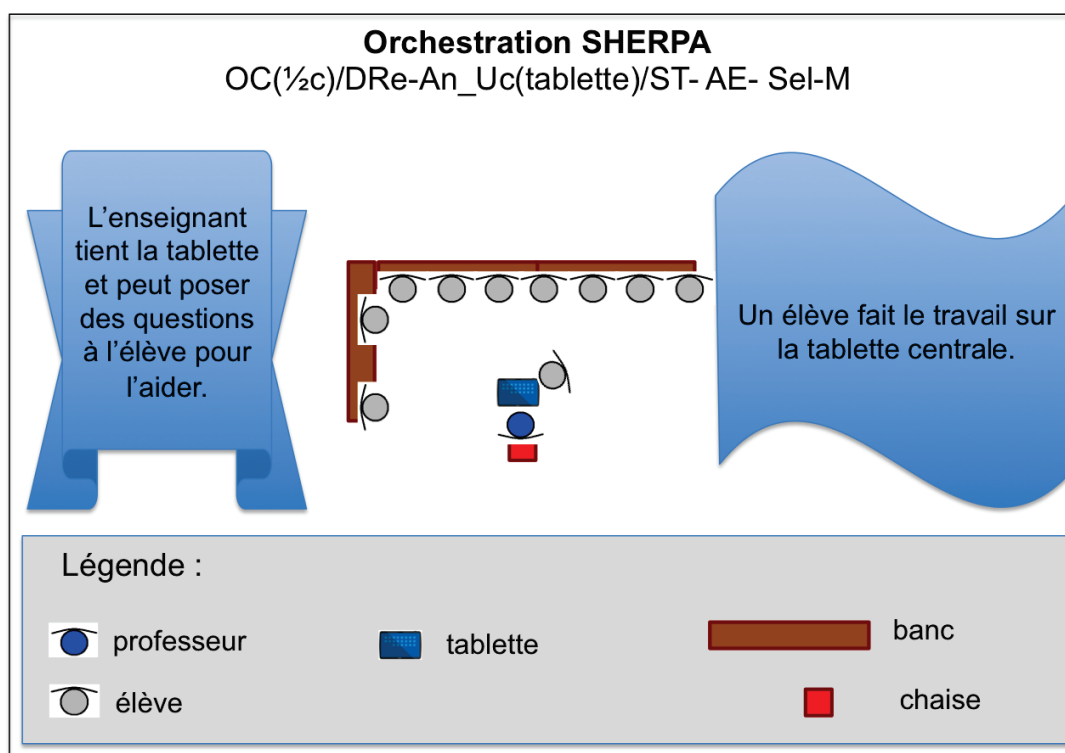 Orchestration SHERPA
OC(½c)/DRe-An_Uc(tablette)/ST- AE- Sel-M
L’enseignant
tient la tablette
et peut poser
des questions
à l’élève pour
l’aider.
Un élève fait le travail sur
la tablette centrale.
Légende :
professeur
tablette
banc
élève
chaise